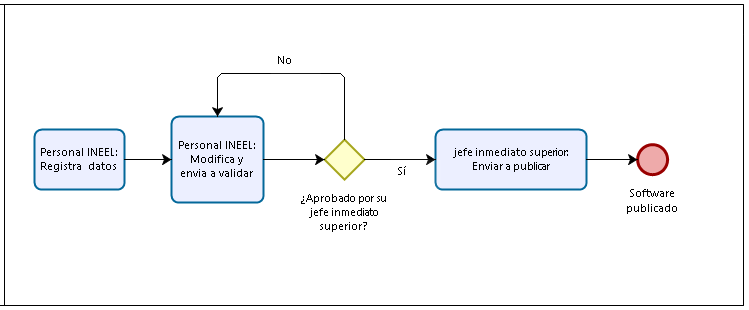 Personal INEEL:
Registra datos
Personal INEEL:
Modifica y
envia a validar
No
¿Aprobado por su
jefe inmediato
superior?
Sí
jefe inmediato superior:
Enviar a publicar
Software
publicado